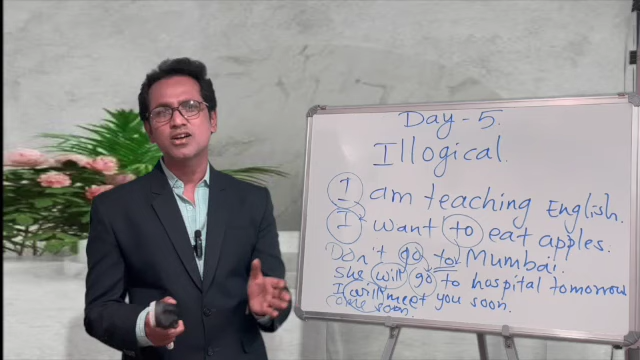 Day - 5.
Illogical.
I am teaching English.
I want to eat apples.
Don't go to Mumbai.
She will go to hospital tomorrow
I will meet you soon.
soon.